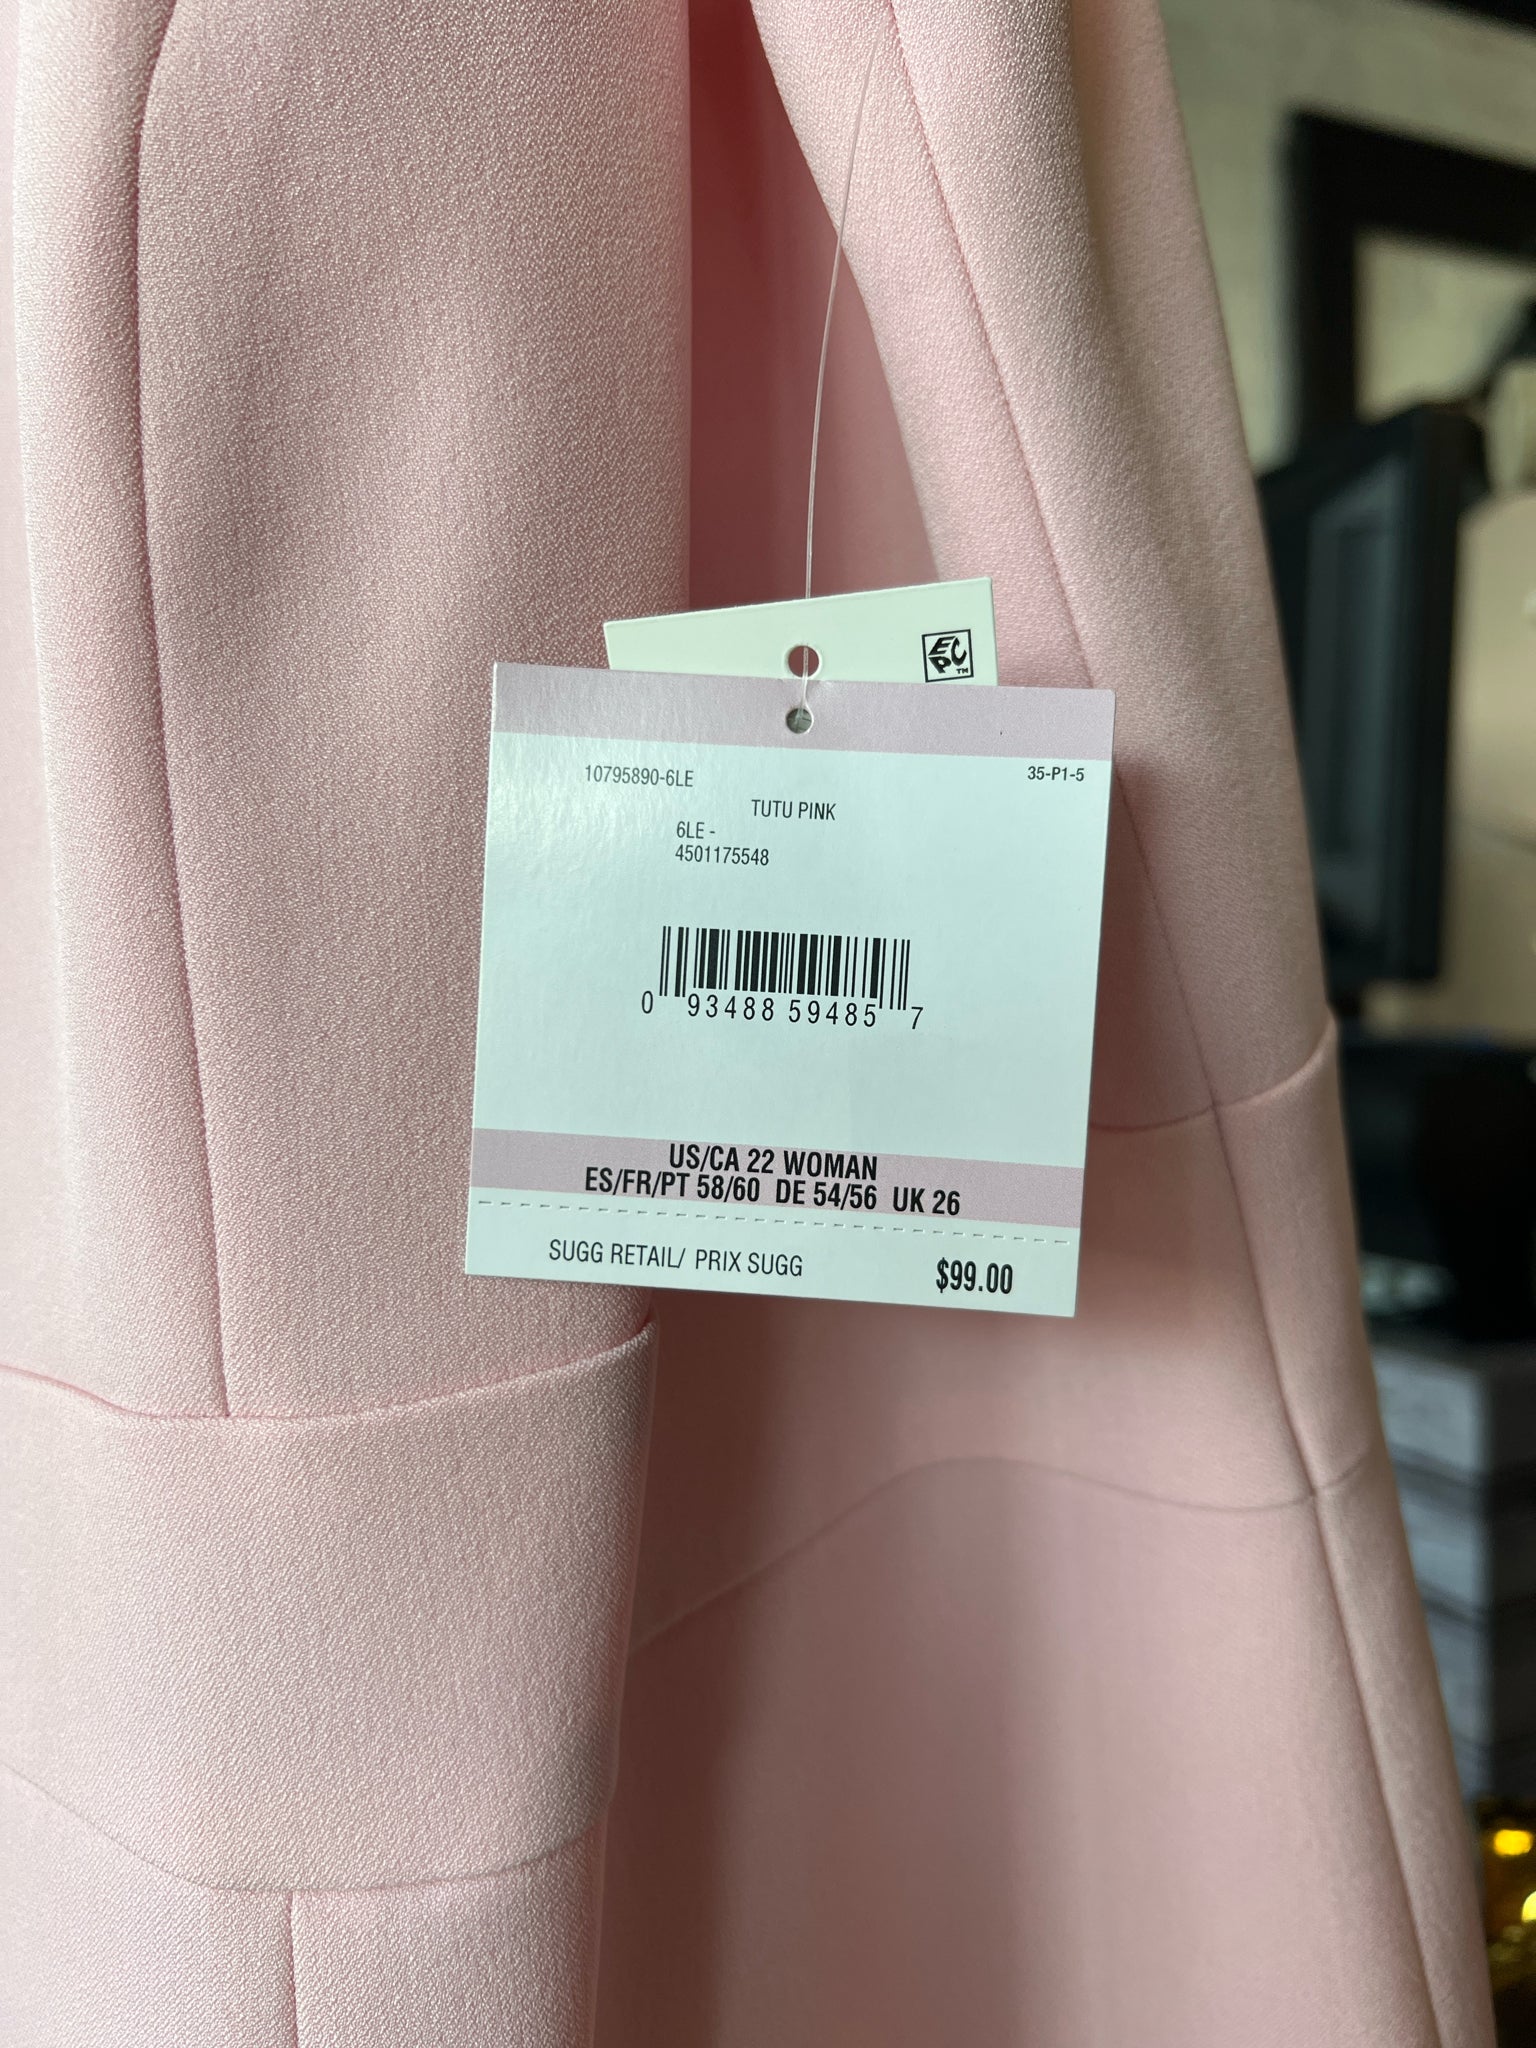 EPC™
10795890-6LE 35-P1-5
TUTU PINK
6LE -
4501175548
0 93488 59485 7
US/CA 22 WOMAN
ES/FR/PT 58/60 DE 54/56 UK 26
SUGG RETAIL/ PRIX SUGG $99.00